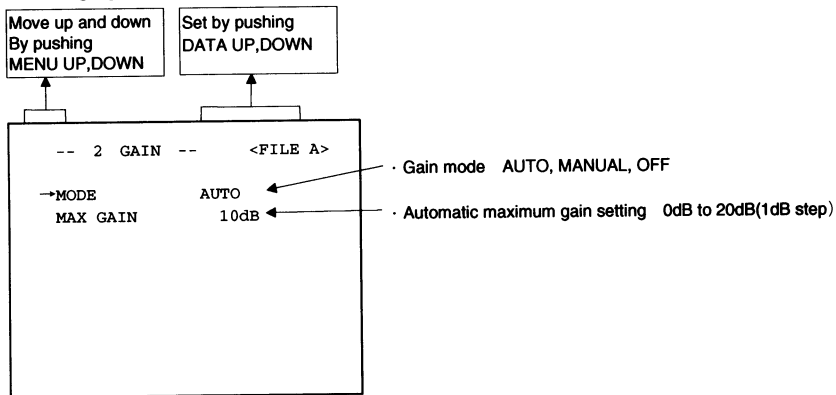 Move up and down
By pushing
MENU UP,DOWN
Set by pushing
DATA UP,DOWN
-- 2 GAIN -- <FILE A>
→MODE AUTO
MAX GAIN 10dB
· Gain mode AUTO, MANUAL, OFF
· Automatic maximum gain setting 0dB to 20dB(1dB step)